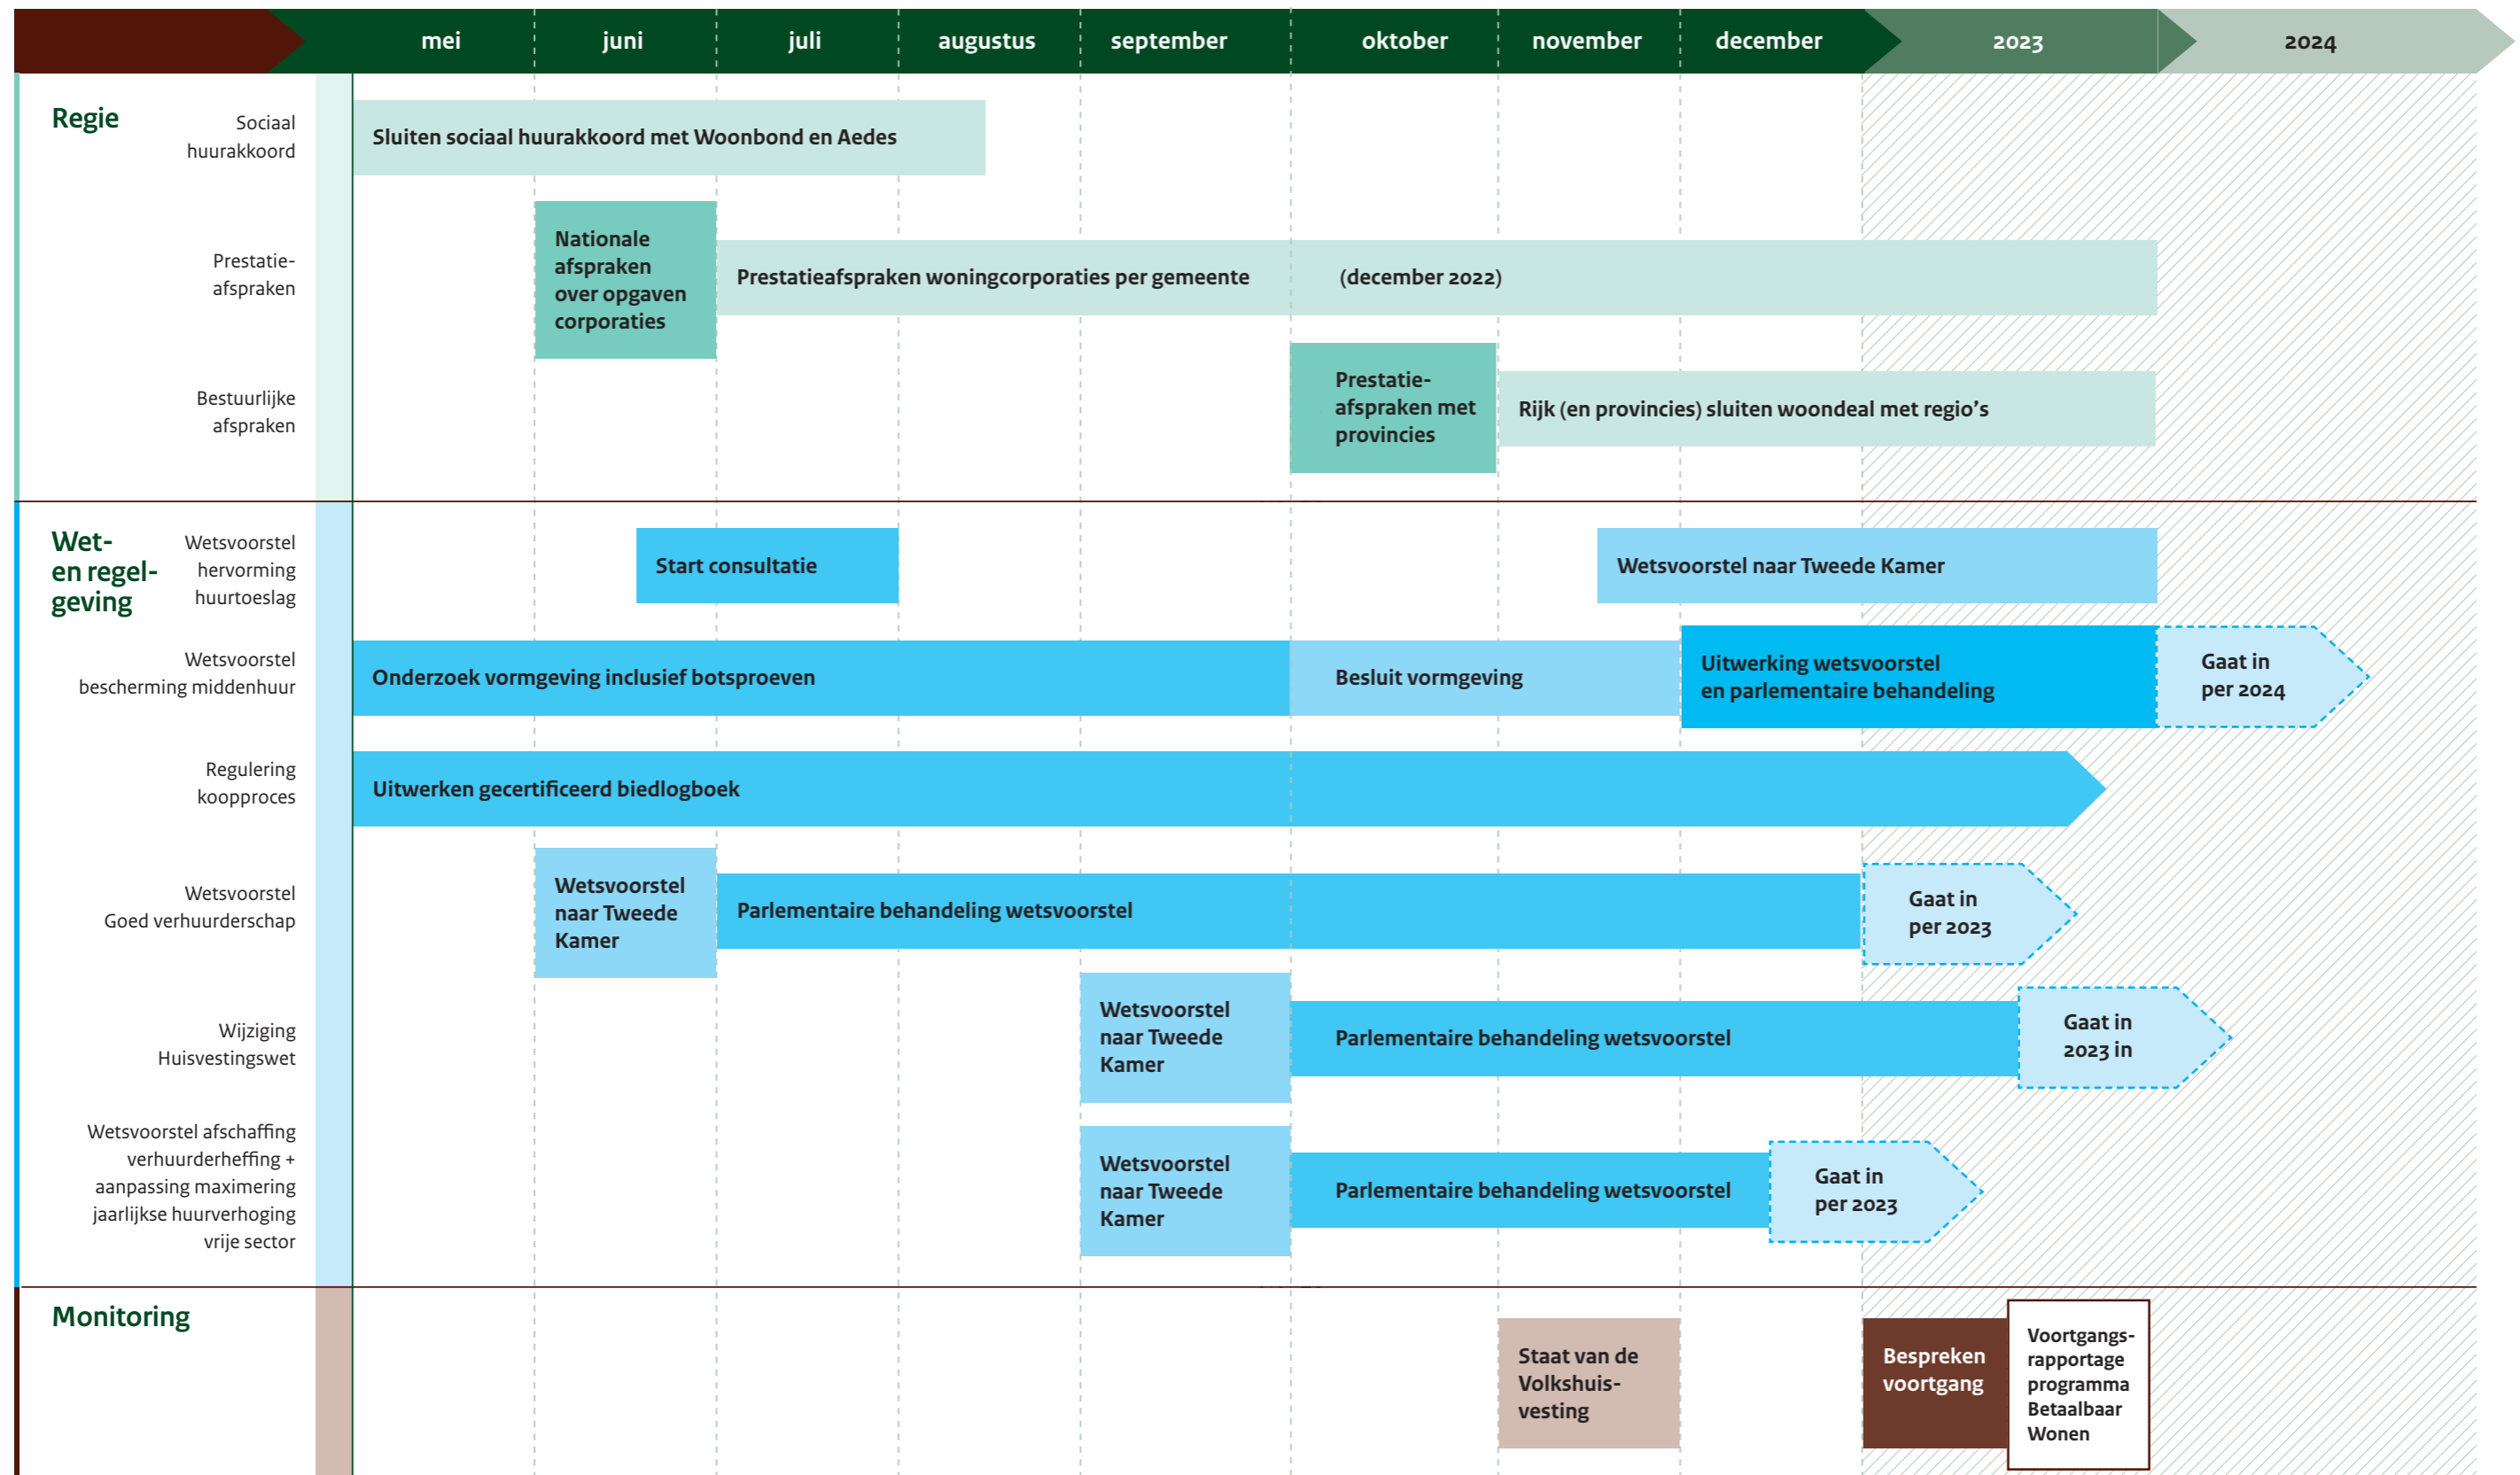 mei juni juli augustus september oktober november december 2023 2024
Regie
Sociaal
huurakkoord
Sluiten sociaal huurakkoord met Woonbond en Aedes
Prestatie-
afspraken
Nationale
afspraken
over opgaven
corporaties
Prestatieafspraken woningcorporaties per gemeente (december 2022)
Bestuurlijke
afspraken
Prestatie-
afspraken met
provincies
Rijk (en provincies) sluiten woondeal met regio's
Wet-
en regel-
geving
Wetsvoorstel
hervorming
huurtoeslag
Start consultatie
Wetsvoorstel naar Tweede Kamer
Wetsvoorstel
bescherming middenhuur
Onderzoek vormgeving inclusief botsproeven
Besluit vormgeving
Uitwerking wetsvoorstel
en parlementaire behandeling
Gaat in
per 2024
Regulering
koopproces
Uitwerken gecertificeerd biedlogboek
Wetsvoorstel
Goed verhuurderschap
Wetsvoorstel
naar Tweede
Kamer
Parlementaire behandeling wetsvoorstel
Gaat in
per 2023
Wijziging
Huisvestingswet
Wetsvoorstel
naar Tweede
Kamer
Parlementaire behandeling wetsvoorstel
Gaat in
2023 in
Wetsvoorstel afschaffing
verhuurderheffing +
aanpassing maximering
jaarlijkse huurverhoging
vrije sector
Wetsvoorstel
naar Tweede
Kamer
Parlementaire behandeling wetsvoorstel
Gaat in
per 2023
Monitoring
Staat van de
Volkshuis-
vesting
Bespreken
voortgang
Voortgangs-
rapportage
programma
Betaalbaar
Wonen